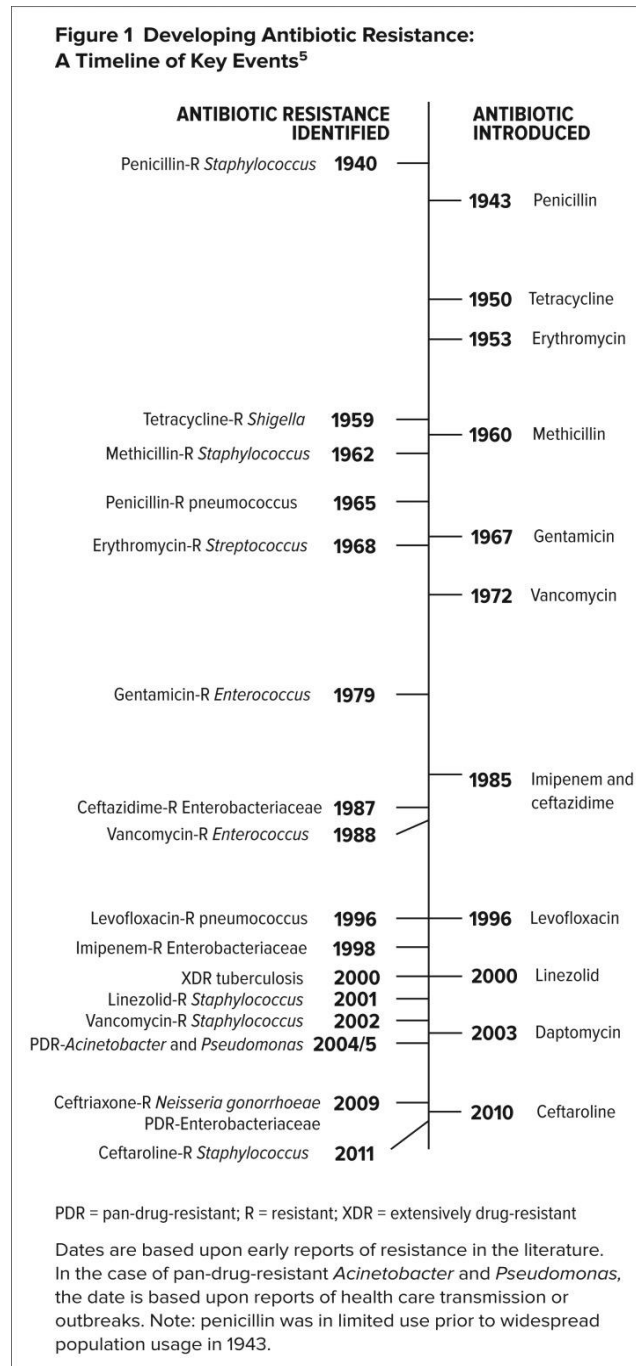 Figure 1 Developing Antibiotic Resistance:
A Timeline of Key Events5
ANTIBIOTIC RESISTANCE
IDENTIFIED
ANTIBIOTIC
INTRODUCED
Penicillin-R Staphylococcus 1940
1943 Penicillin
1950 Tetracycline
1953 Erythromycin
Tetracycline-R Shigella 1959
1960 Methicillin
Methicillin-R Staphylococcus 1962
Penicillin-R pneumococcus 1965
1967 Gentamicin
Erythromycin-R Streptococcus 1968
1972 Vancomycin
Gentamicin-R Enterococcus 1979
1985 Imipenem and
ceftazidime
Ceftazidime-R Enterobacteriaceae 1987
Vancomycin-R Enterococcus 1988
Levofloxacin-R pneumococcus 1996
1996 Levofloxacin
Imipenem-R Enterobacteriaceae 1998
XDR tuberculosis 2000
2000 Linezolid
Linezolid-R Staphylococcus 2001
Vancomycin-R Staphylococcus 2002
2003 Daptomycin
PDR-Acinetobacter and Pseudomonas 2004/5
Ceftriaxone-R Neisseria gonorrhoeae 2009
PDR-Enterobacteriaceae
2010 Ceftaroline
Ceftaroline-R Staphylococcus 2011
PDR = pan-drug-resistant; R = resistant; XDR = extensively drug-resistant
Dates are based upon early reports of resistance in the literature.
In the case of pan-drug-resistant Acinetobacter and Pseudomonas,
the date is based upon reports of health care transmission or
outbreaks. Note: penicillin was in limited use prior to widespread
population usage in 1943.